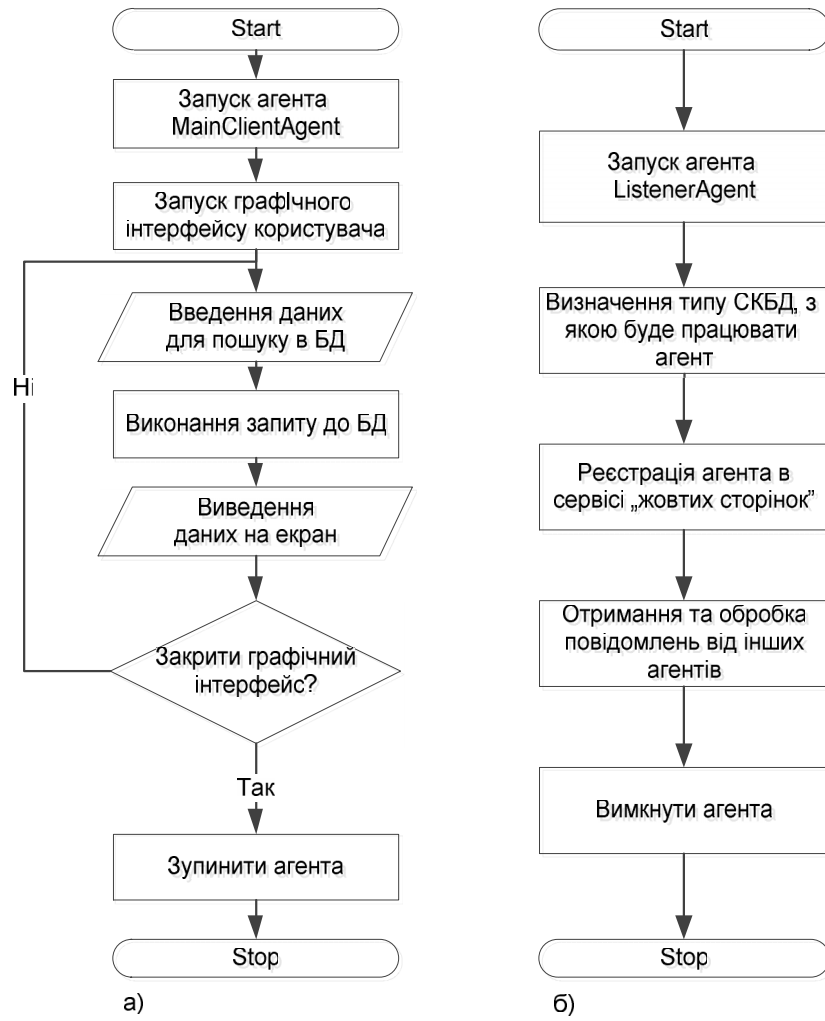 Start
Запуск агента
MainClientAgent
Запуск графІчного
інтерфейсу користувача
Введення даних
для пошуку в БД
Ні
Виконання запиту до БД
Виведення
даних на екран
Закрити графічний
інтерфейс?
Так
Зупинити агента
Stop
а)
Start
Запуск агента
ListenerAgent
Визначення типу СКБД, з
якою буде працювати
агент
Реєстрація агента в
сервісі „жовтих сторінок”
Отримання та обробка
повідомлень від інших
агентів
Вимкнути агента
Stop
б)